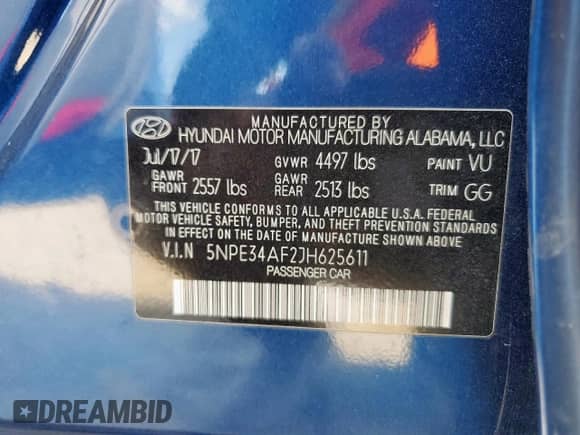 MANUFACTURED BY
HYUNDAI MOTOR MANUFACTURING ALABAMA, LLC
Jul/17/17 GVWR 4497 lbs PAINT VU
GAWR FRONT 2557 lbs GAWR REAR 2513 lbs TRIM GG
THIS VEHICLE CONFORMS TO ALL APPLICABLE U.S.A. FEDERAL
MOTOR VEHICLE SAFETY, BUMPER, AND THEFT PREVENTION STANDARDS
IN EFFECT ON THE DATE OF MANUFACTURE SHOWN ABOVE.
V.I.N 5NPE34AF2JH625611
PASSENGER CAR
DREAMBID